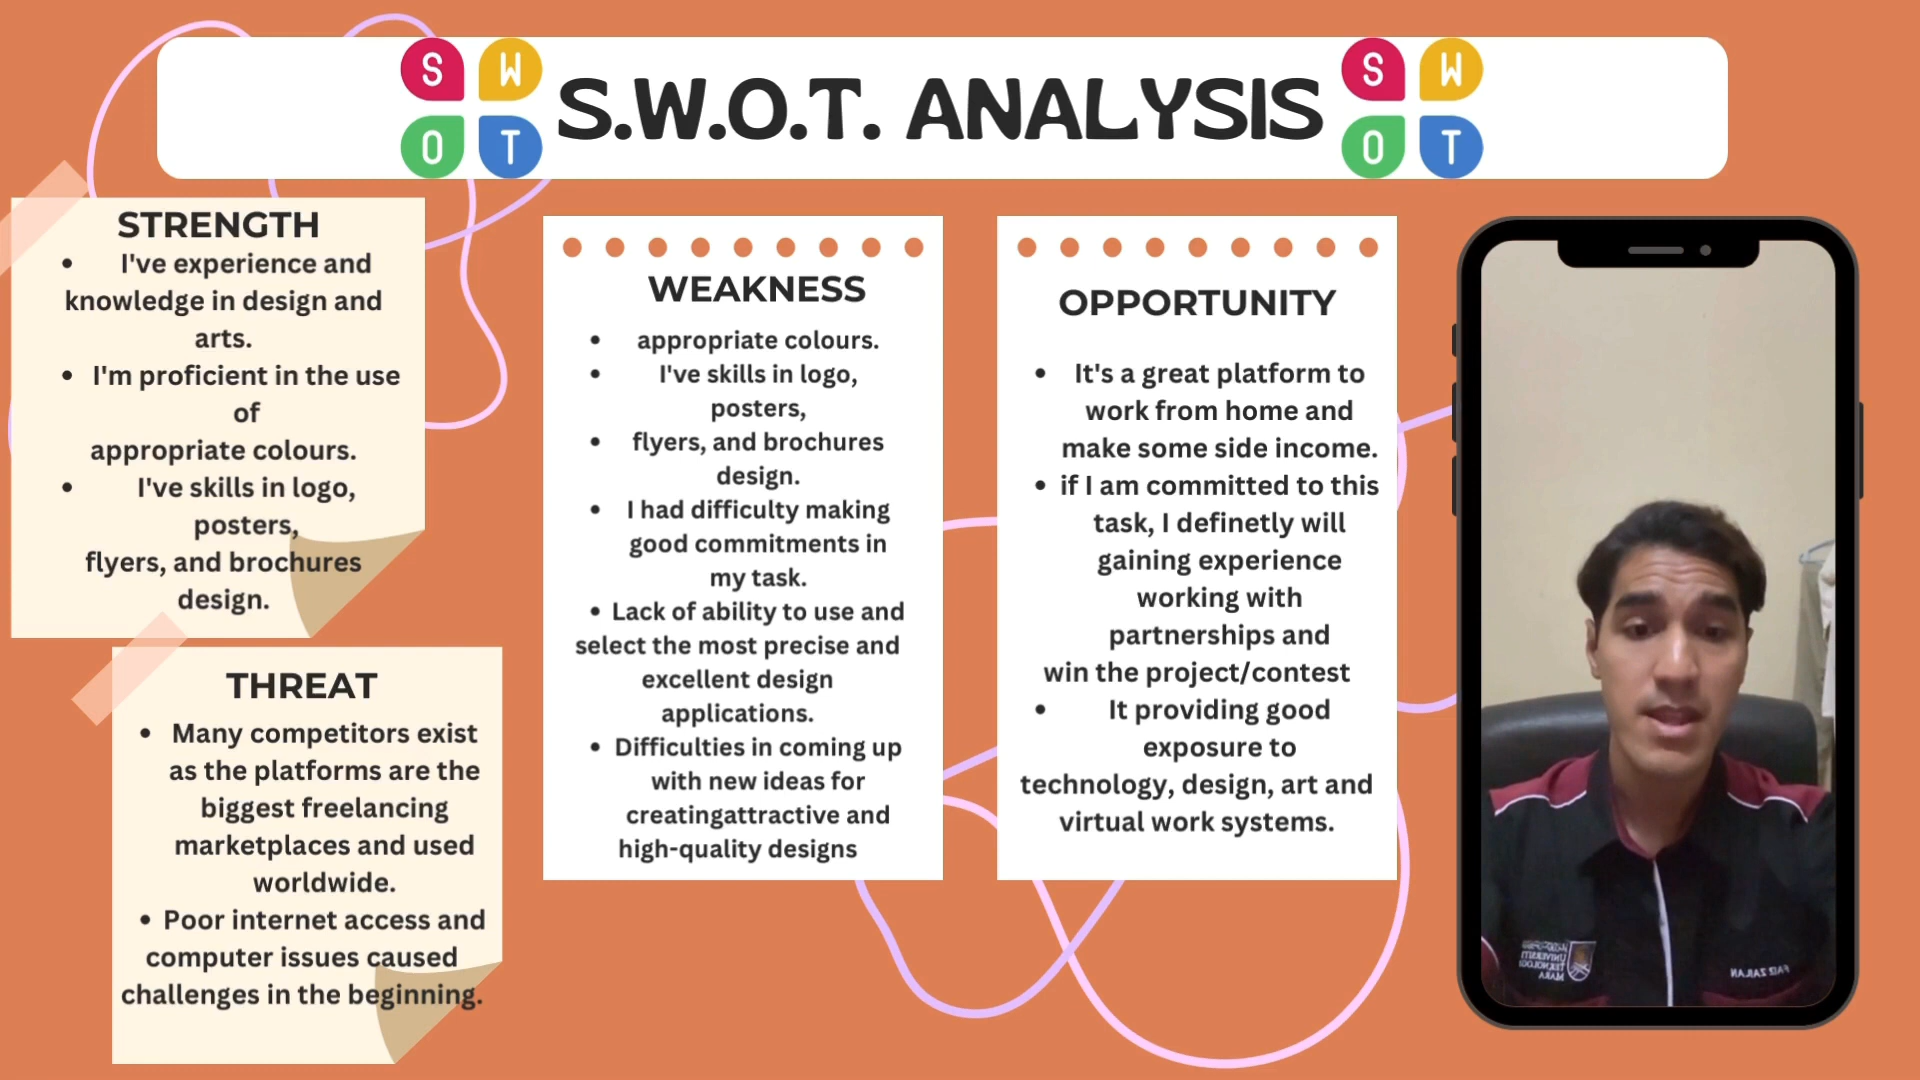 S W
O T
S.W.O.T. ANALYSIS
S W
O T
STRENGTH
• I've experience and
knowledge in design and
arts.
• I'm proficient in the use
of
appropriate colours.
• I've skills in logo,
posters,
flyers, and brochures
design.
THREAT
• Many competitors exist
as the platforms are the
biggest freelancing
marketplaces and used
worldwide.
• Poor internet access and
computer issues caused
challenges in the beginning.
WEAKNESS
• appropriate colours.
• I've skills in logo,
posters,
• flyers, and brochures
design.
• I had difficulty making
good commitments in
my task.
• Lack of ability to use and
select the most precise and
excellent design
applications.
• Difficulties in coming up
with new ideas for
creatingattractive and
high-quality designs
OPPORTUNITY
• It's a great platform to
work from home and
make some side income.
• if I am committed to this
task, I definetly will
gaining experience
working with
partnerships and
win the project/contest
• It providing good
exposure to
technology, design, art and
virtual work systems.
UNIVERSITI
TEKNOLOGI
MARA
FAIZ ZAILAN